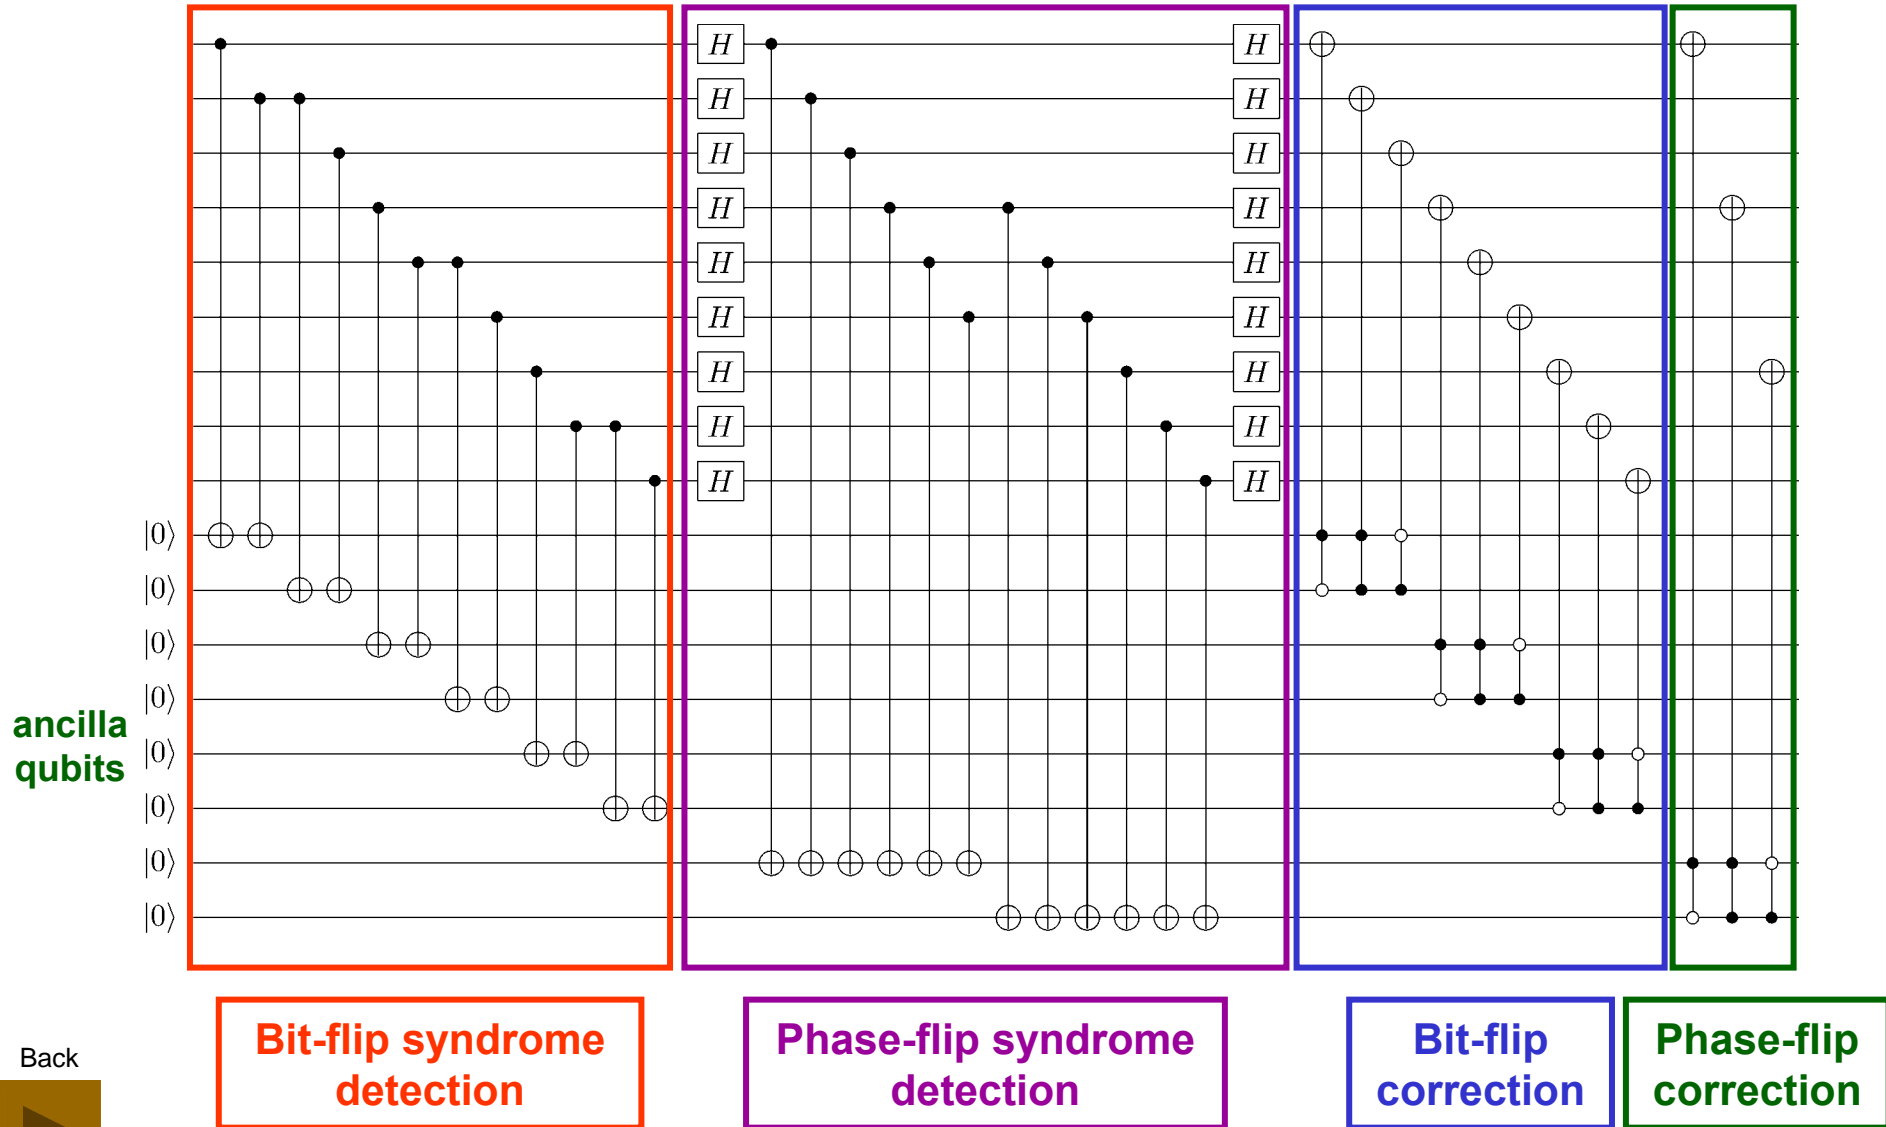 H H
H H
H H
H H
H H
H H
H H
H H
H H
|0⟩
|0⟩
|0⟩
|0⟩
|0⟩
|0⟩
|0⟩
|0⟩
ancilla
qubits
Bit-flip syndrome
detection
Phase-flip syndrome
detection
Bit-flip
correction
Phase-flip
correction
Back